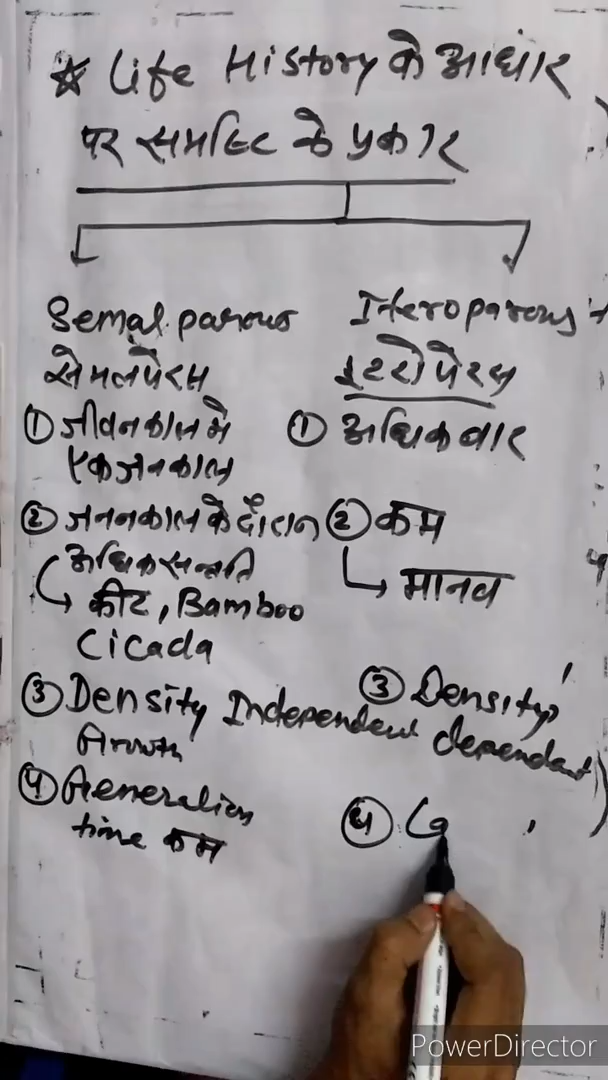 ☆ Life History के आधार
पर समष्टि के प्रकार
Semal parous
सेमलपैरस
① जीवनकाल मे
एक जननकाल
② जननकाल के दौरान
अधिक सन्तति
↳ कीट, Bamboo
Cicada
③ Density Independent
Growth
④ Generation
time कम
Iteroparous
इटरोपैरस
① अधिक बार
② कम
↳ मानव
③ Density
dependant
④
PowerDirector